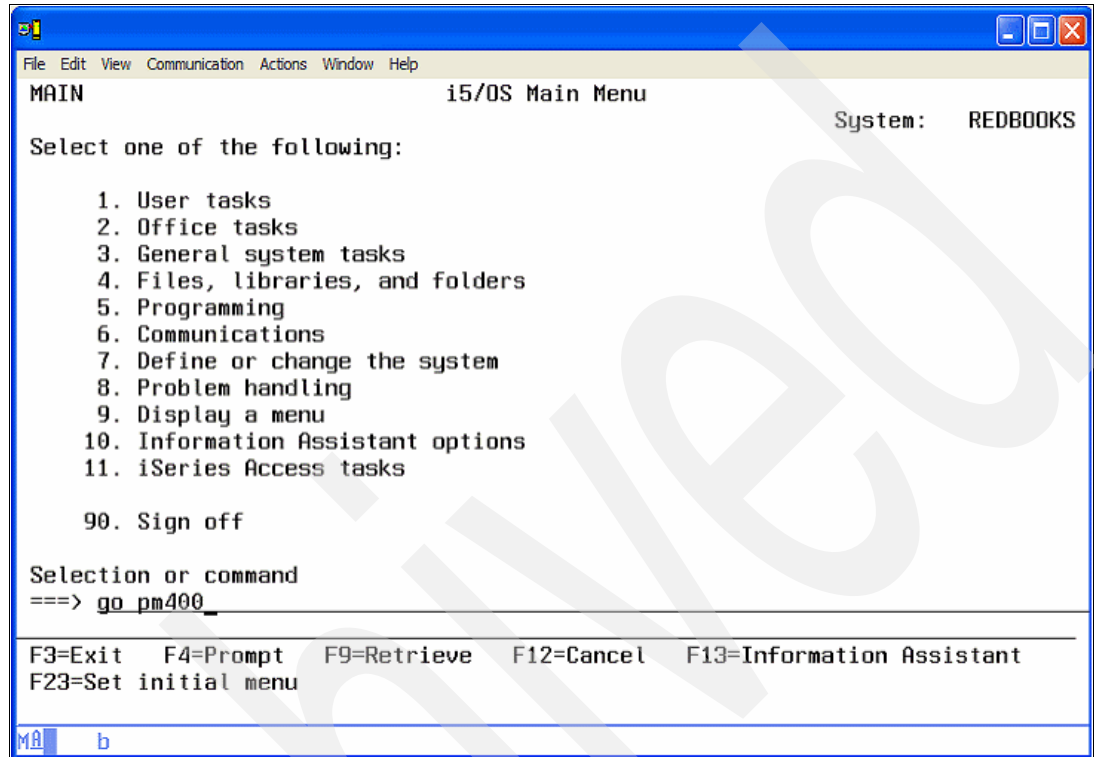 File Edit View Communication Actions Window Help
MAIN i5/OS Main Menu
System: REDBOOKS
Select one of the following:
1. User tasks
2. Office tasks
3. General system tasks
4. Files, libraries, and folders
5. Programming
6. Communications
7. Define or change the system
8. Problem handling
9. Display a menu
10. Information Assistant options
11. iSeries Access tasks
90. Sign off
Selection or command
===> go pm400_
F3=Exit F4=Prompt F9=Retrieve F12=Cancel F13=Information Assistant
F23=Set initial menu
MA b